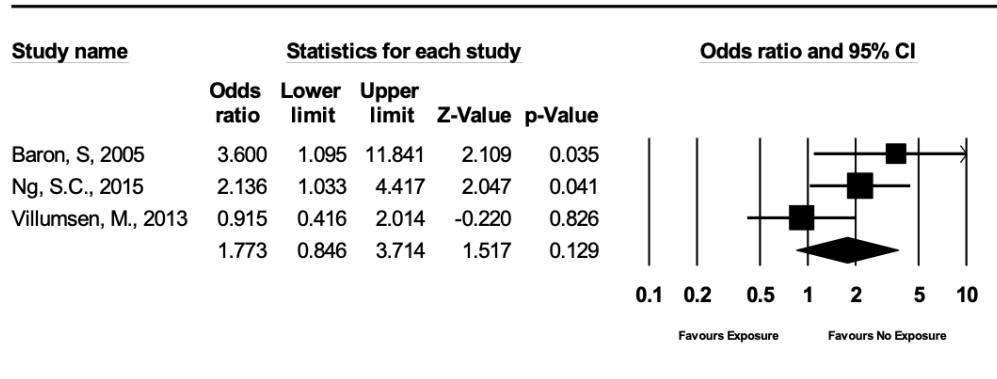 Study name Statistics for each study Odds ratio and 95% CI
Odds Lower Upper
ratio limit limit Z-Value p-Value
Baron, S, 2005 3.600 1.095 11.841 2.109 0.035
Ng, S.C., 2015 2.136 1.033 4.417 2.047 0.041
Villumsen, M., 2013 0.915 0.416 2.014 -0.220 0.826
1.773 0.846 3.714 1.517 0.129
0.1 0.2 0.5 1 2 5 10
Favours Exposure Favours No Exposure